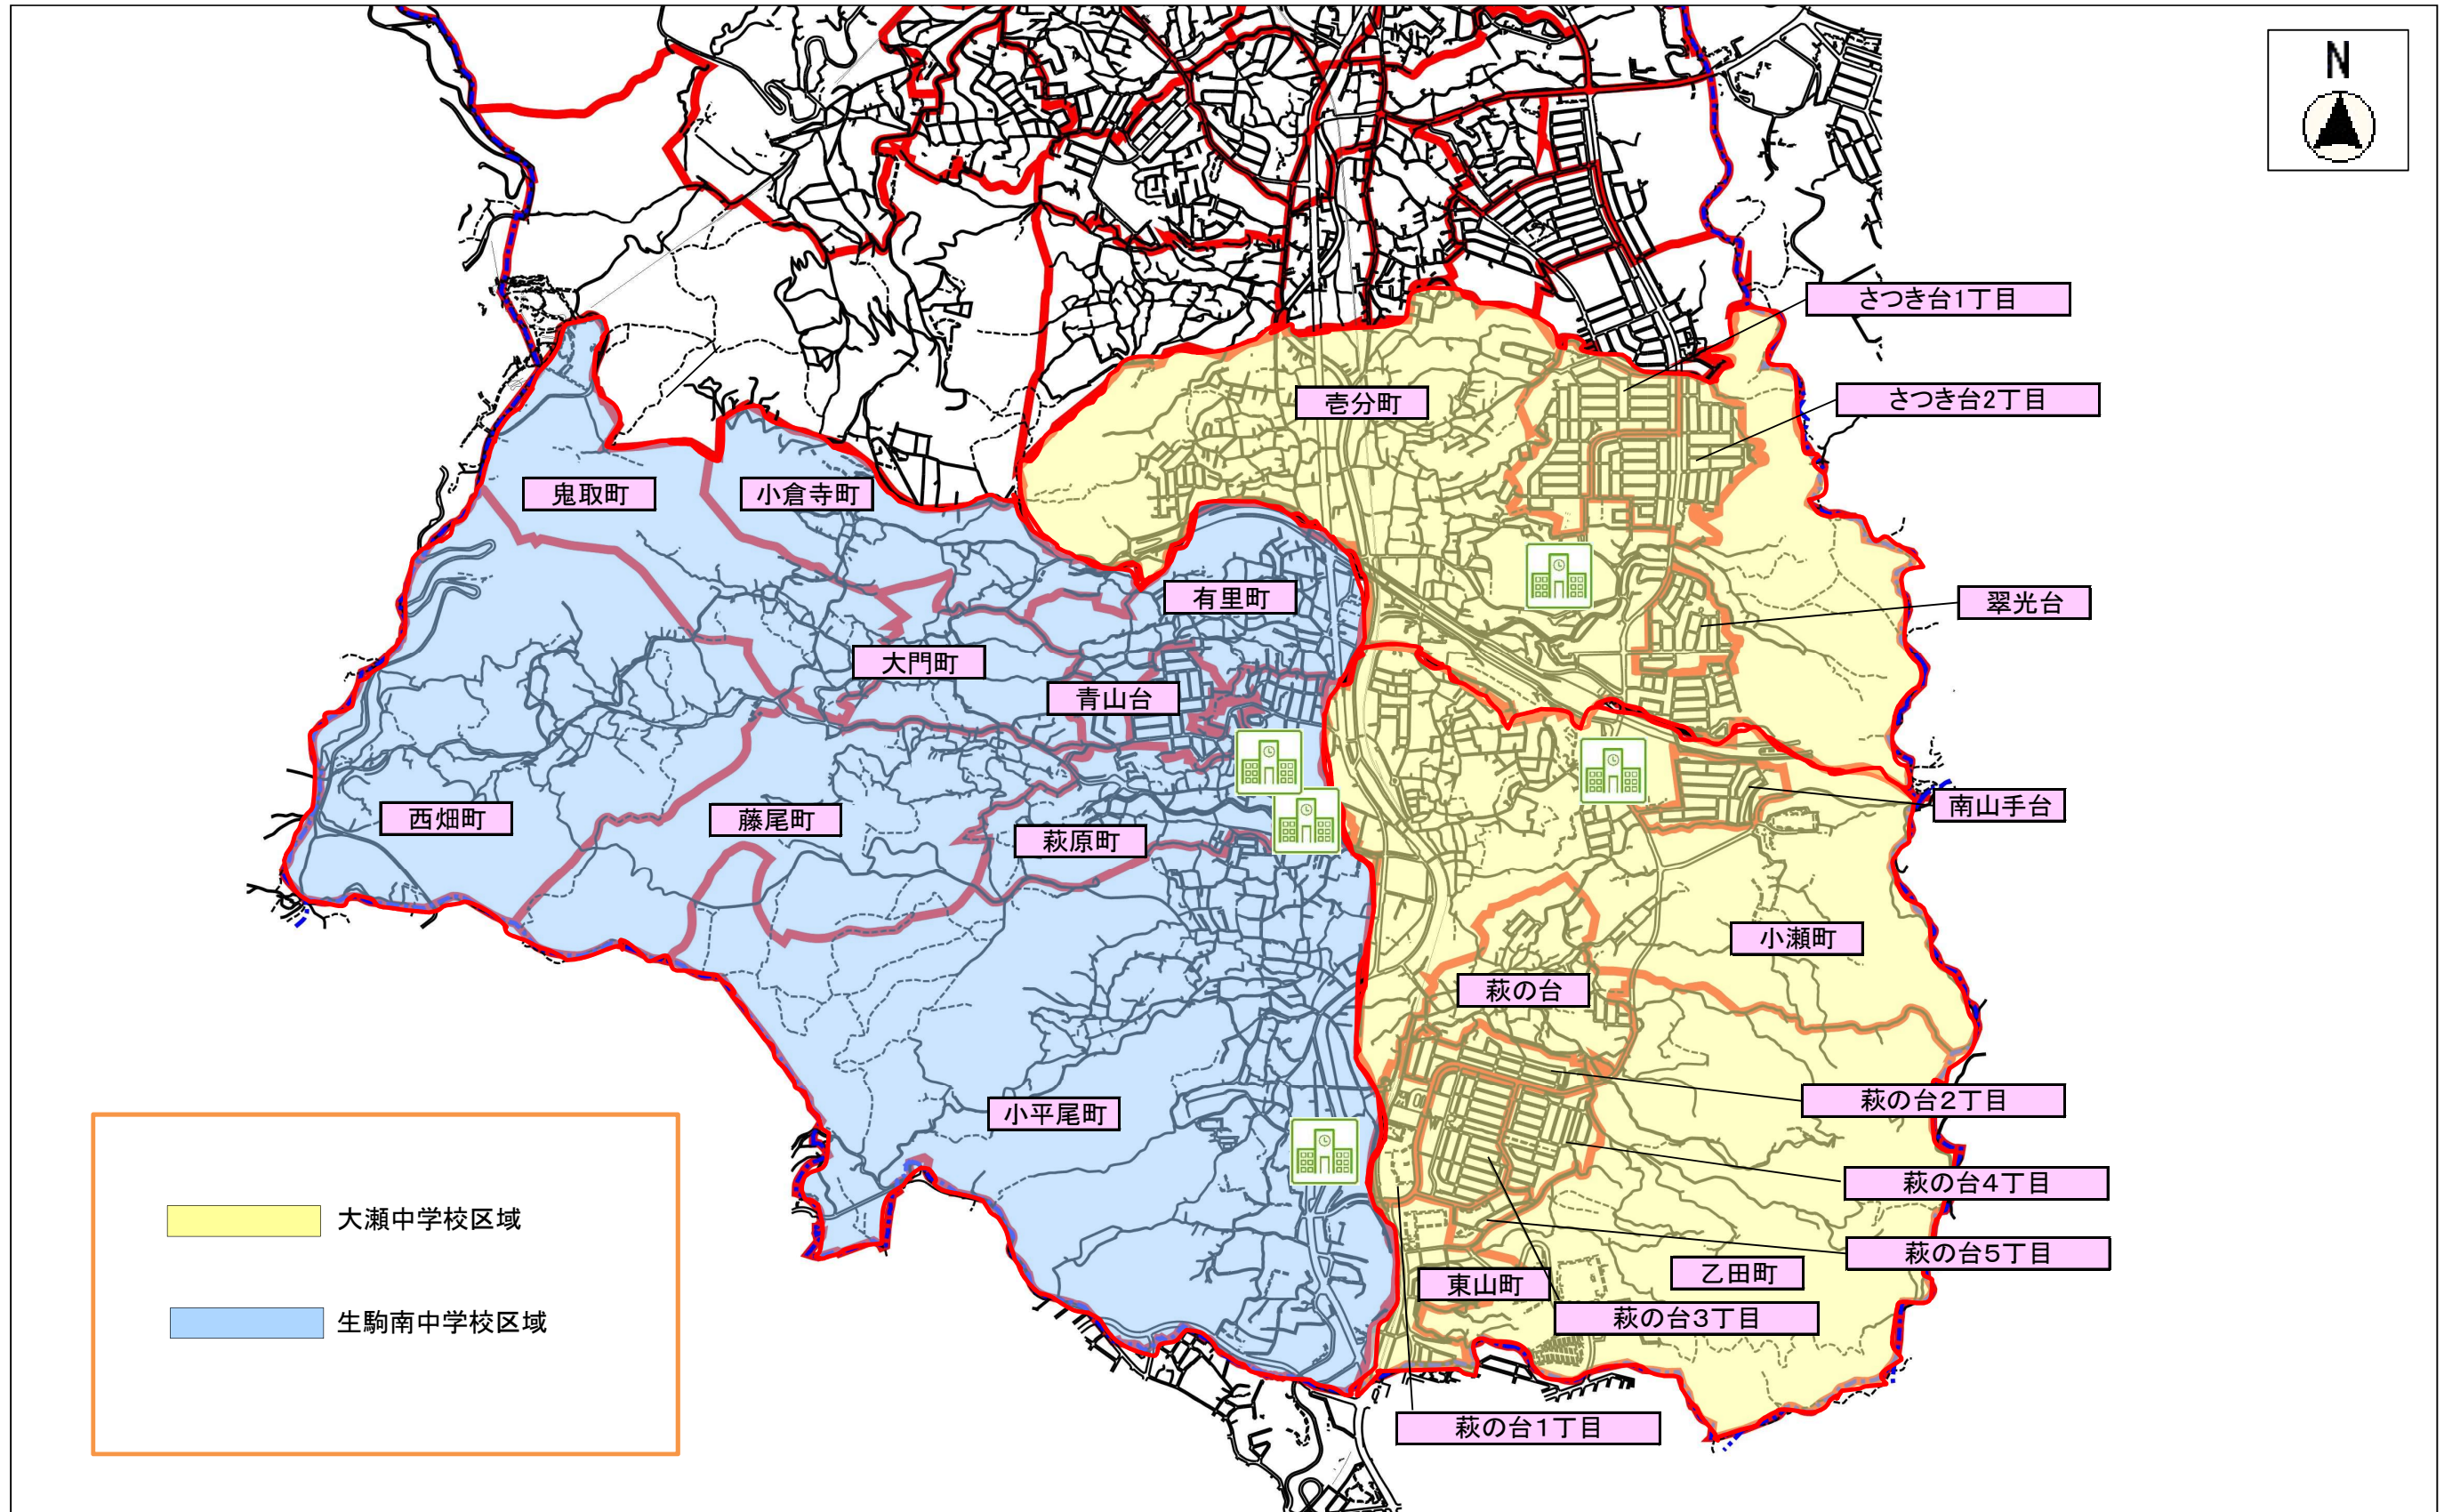 N
さつき台1丁目
壱分町
さつき台2丁目
鬼取町
小倉寺町
有里町
翠光台
大門町
青山台
西畑町
藤尾町
萩原町
南山手台
小瀬町
萩の台
萩の台2丁目
小平尾町
萩の台4丁目
萩の台5丁目
乙田町
東山町
萩の台3丁目
萩の台1丁目
大瀬中学校区域
生駒南中学校区域